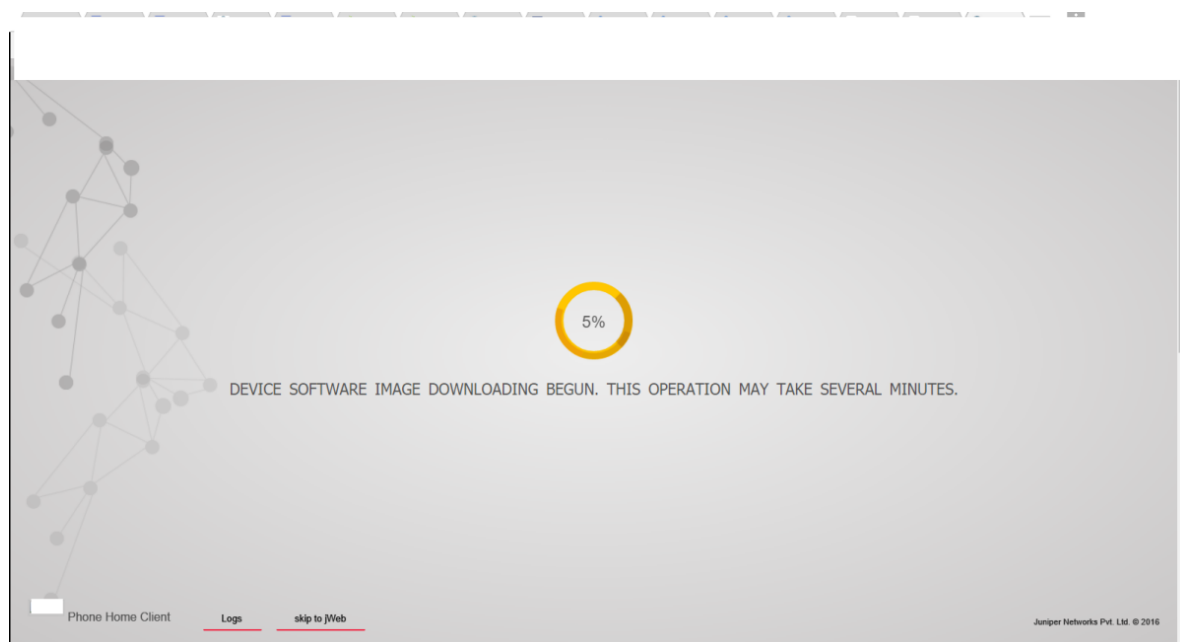 5%
DEVICE SOFTWARE IMAGE DOWNLOADING BEGUN. THIS OPERATION MAY TAKE SEVERAL MINUTES.
Phone Home Client Logs skip to jWeb Juniper Networks Pvt. Ltd. © 2016